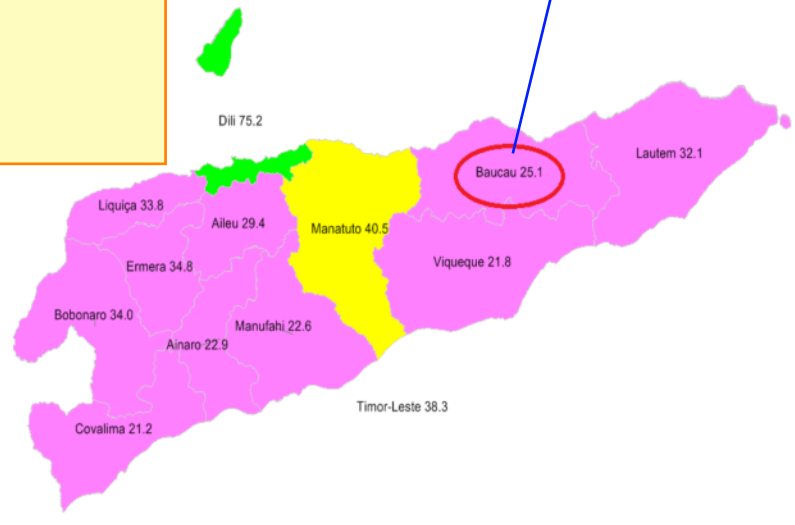 Dili 75.2
Lautem 32.1
Baucau 25.1
Liquiça 33.8
Aileu 29.4
Manatuto 40.5
Viqueque 21.8
Ermera 34.8
Bobonaro 34.0
Manufahi 22.6
Ainaro 22.9
Timor-Leste 38.3
Covalima 21.2